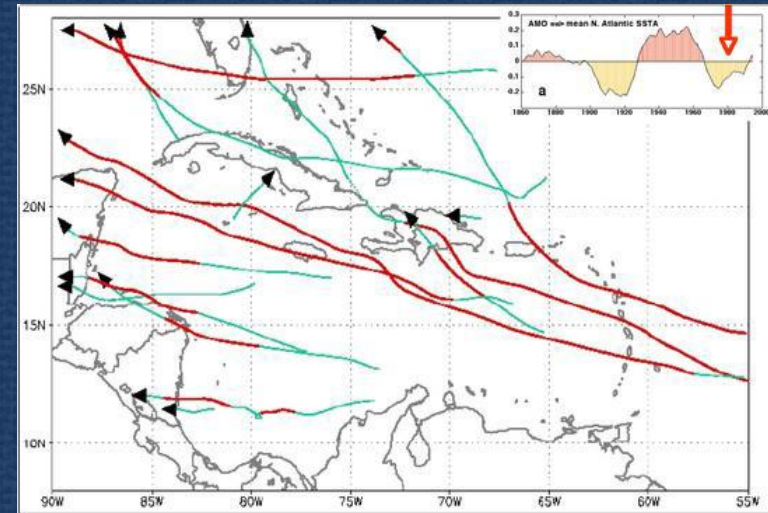 AMO ==> mean N. Atlantic SSTA
0.3
0.2
0.1
0
0.1
0.2
a
1860 1880 1900 1920 1940 1960 1980 2000
25N
20N
15N
10N
90W 85W 80W 75W 70W 65W 60W 55W